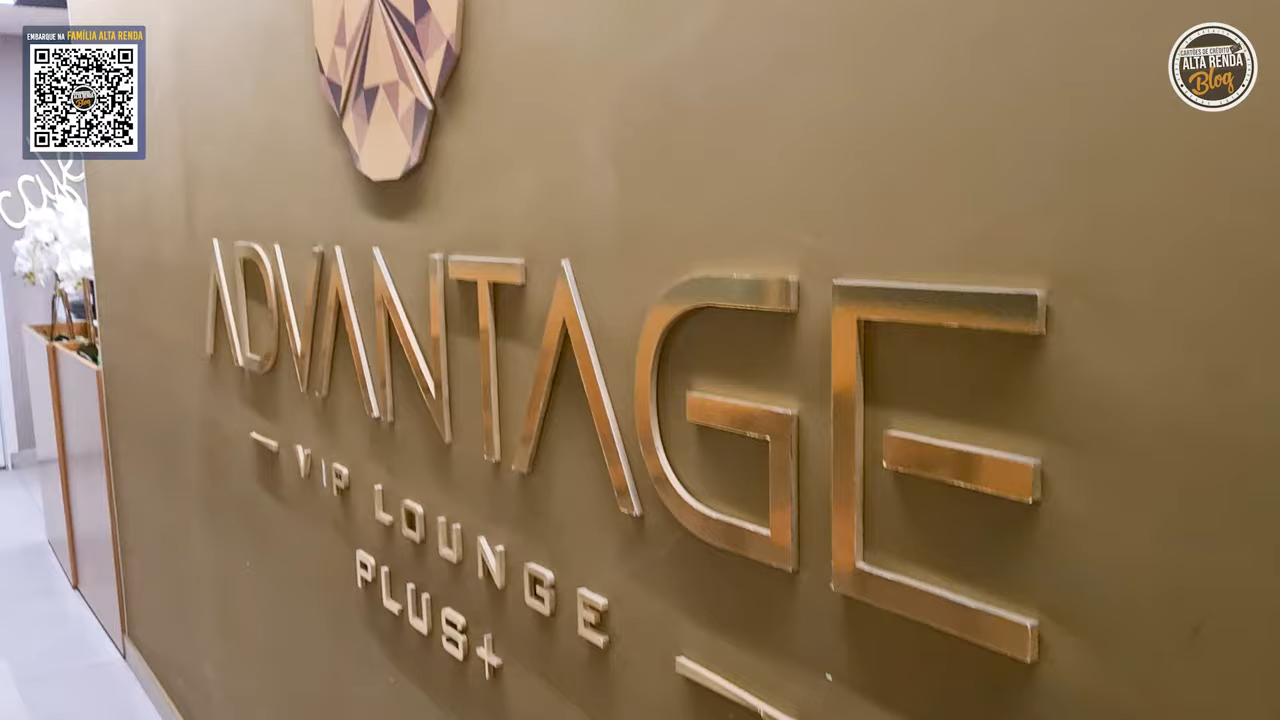 EMBARQUE NA FAMÍLIA ALTA RENDA
CARTÕES DE CRÉDITO
ALTA RENDA
Blog
ADVANTAGE
VIP LOUNGE
PLUS+